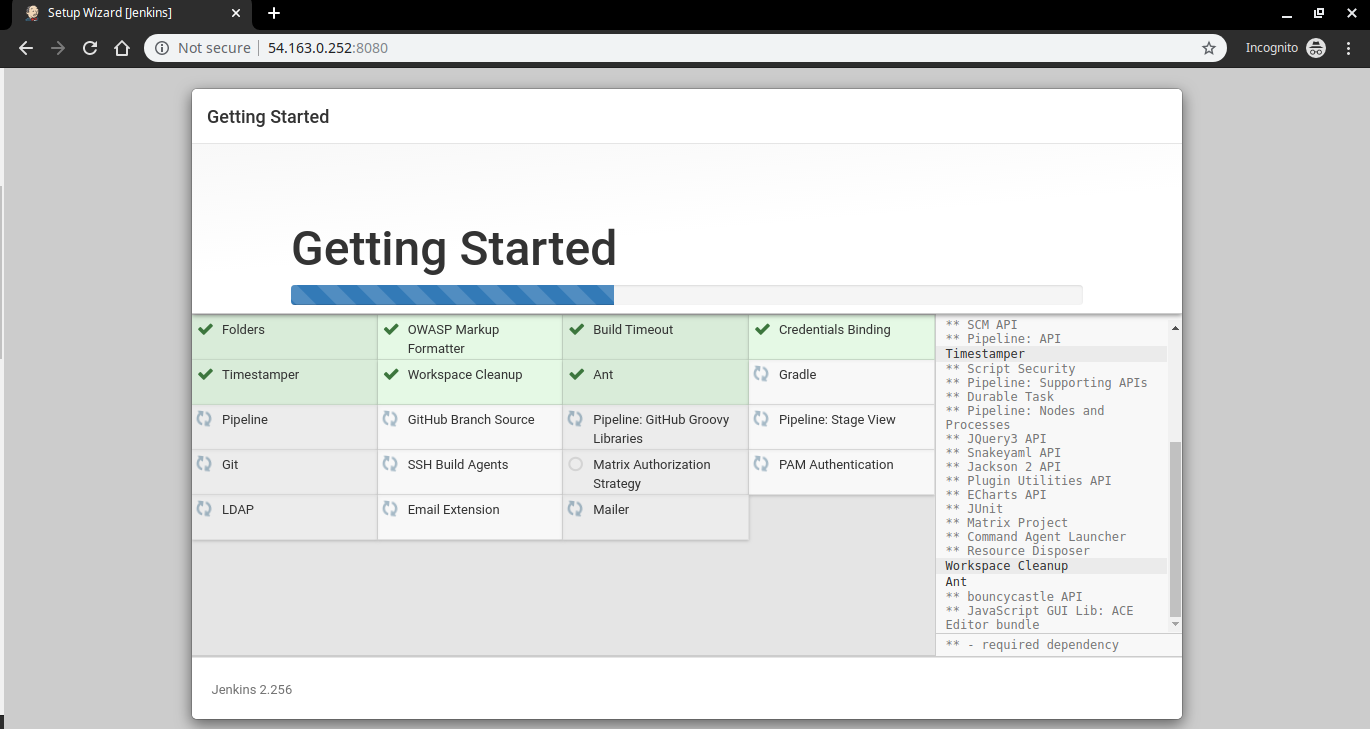 Setup Wizard [Jenkins]
Not secure
54.163.0.252:8080
Incognito
Getting Started
Getting Started
Folders
OWASP Markup
Formatter
Build Timeout
Credentials Binding
Timestamper
Workspace Cleanup
Ant
Gradle
Pipeline
GitHub Branch Source
Pipeline: GitHub Groovy
Libraries
Pipeline: Stage View
Git
SSH Build Agents
Matrix Authorization
Strategy
PAM Authentication
LDAP
Email Extension
Mailer
** SCM API
** Pipeline: API
Timestamper
** Script Security
** Pipeline: Supporting APIs
** Durable Task
** Pipeline: Nodes and
Processes
** JQuery3 API
** Snakeyaml API
** Jackson 2 API
** Plugin Utilities API
** ECharts API
** JUnit
** Matrix Project
** Command Agent Launcher
** Resource Disposer
Workspace Cleanup
Ant
** bouncycastle API
** JavaScript GUI Lib: ACE
Editor bundle
** - required dependency
Jenkins 2.256